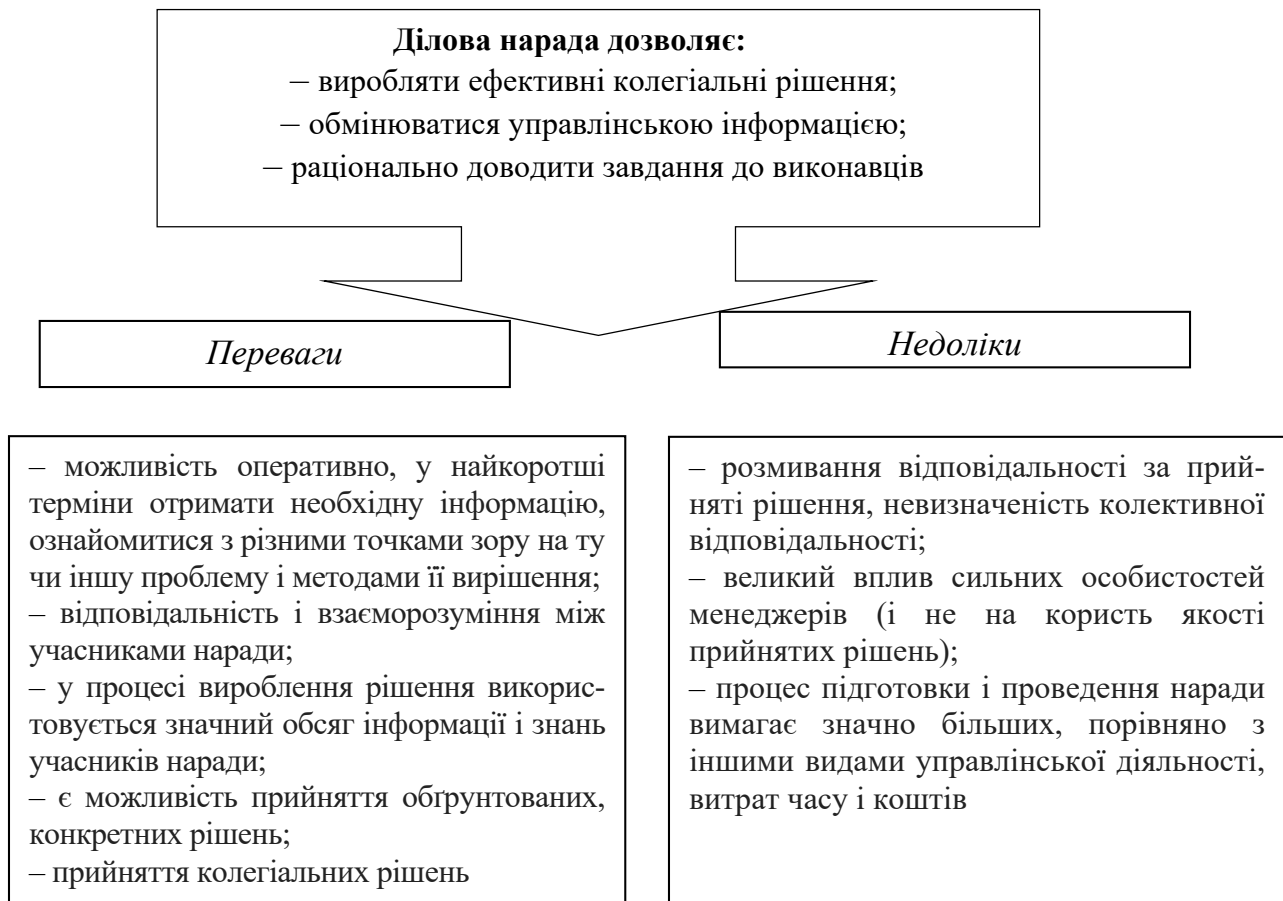 Ділова нарада дозволяє:
– виробляти ефективні колегіальні рішення;
– обмінюватися управлінською інформацією;
– раціонально доводити завдання до виконавців
Переваги
Недоліки
– можливість оперативно, у найкоротші
терміни отримати необхідну інформацію,
ознайомитися з різними точками зору на ту
чи іншу проблему і методами її вирішення;
– відповідальність і взаєморозуміння між
учасниками наради;
– у процесі вироблення рішення викорис-
товується значний обсяг інформації і знань
учасників наради;
– є можливість прийняття обґрунтованих,
конкретних рішень;
– прийняття колегіальних рішень
– розмивання відповідальності за прий-
няті рішення, невизначеність колективної
відповідальності;
– великий вплив сильних особистостей
менеджерів (і не на користь якості
прийнятих рішень);
– процес підготовки і проведення наради
вимагає значно більших, порівняно з
іншими видами управлінської діяльності,
витрат часу і коштів